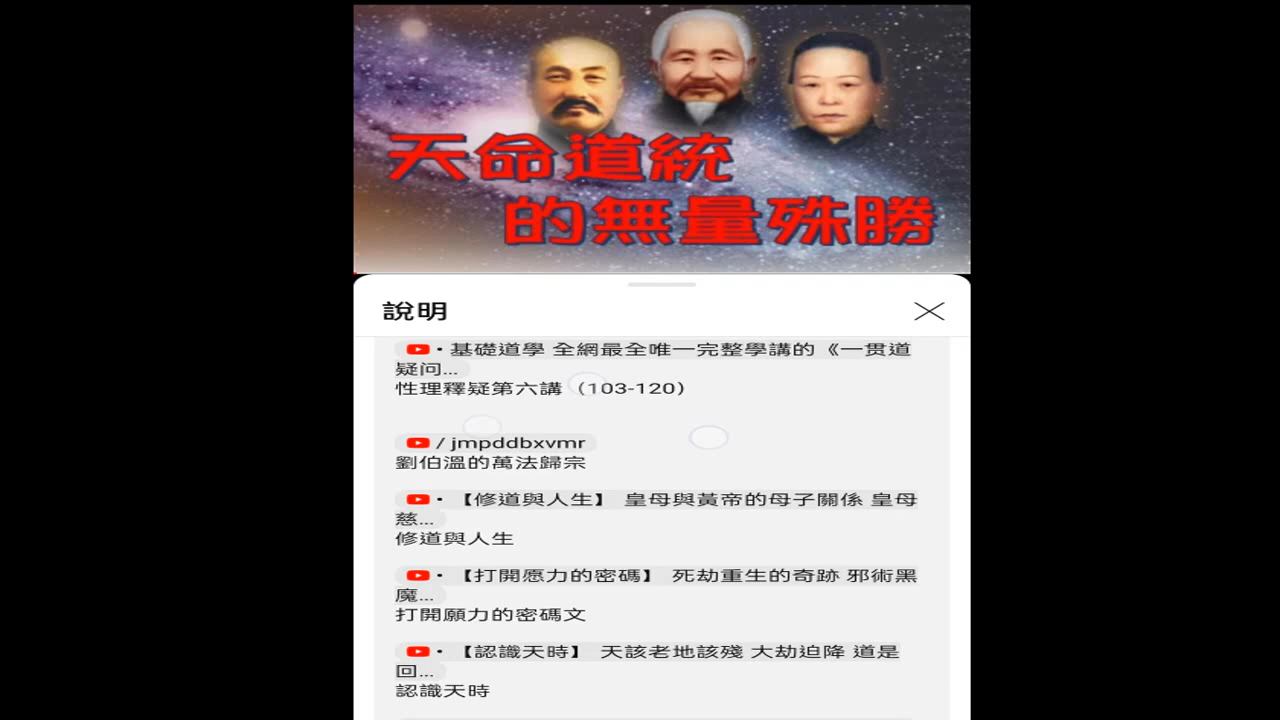 天命道統
的無量殊勝
說明
• 基礎道學 全網最全唯一完整學講的《一贯道
疑问...
性理釋疑第六講（103-120）
/ jmpddbxvmr
劉伯溫的萬法歸宗
• 【修道與人生】 皇母與黃帝的母子關係 皇母
慈...
修道與人生
• 【打開愿力的密碼】 死劫重生的奇跡 邪術黑
魔...
打開願力的密碼文
• 【認識天時】 天該老地該殘 大劫迫降 道是
回...
認識天時